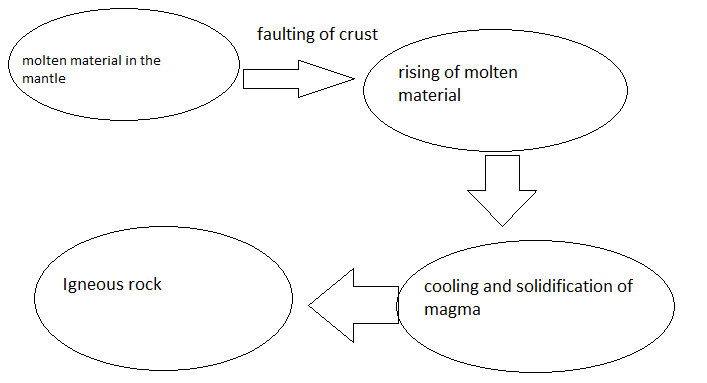 molten material in the
mantle
faulting of crust
rising of molten
material
cooling and solidification of
magma
Igneous rock